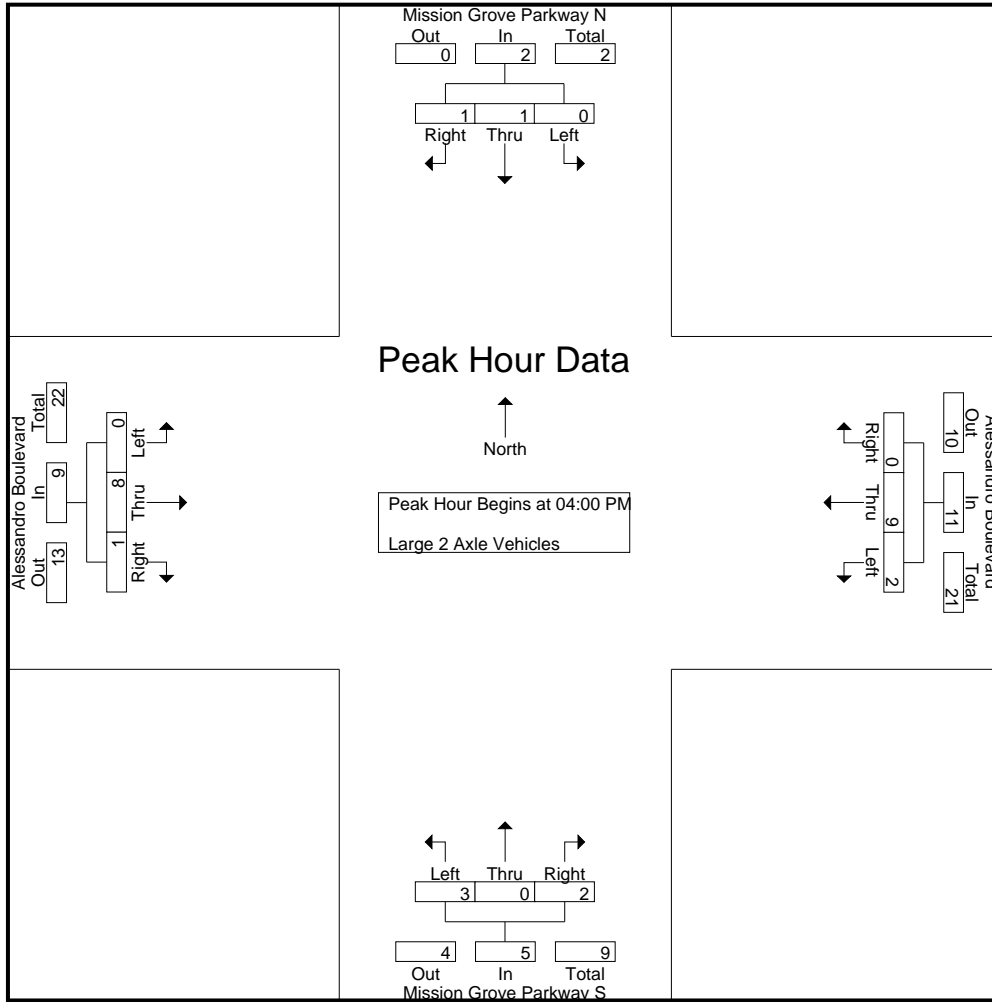 Mission Grove Parkway N
Out In Total
0 2 2
1 1 0
Right Thru Left
Peak Hour Data
North
Peak Hour Begins at 04:00 PM
Large 2 Axle Vehicles
Alessandro Boulevard
Out In Total
13 9 22
1 8 0
Right Thru Left
Alessandro Boulevard
Out In Total
10 11 21
0 9 2
Right Thru Left
Left Thru Right
3 0 2
4 5 9
Out In Total
Mission Grove Parkway S